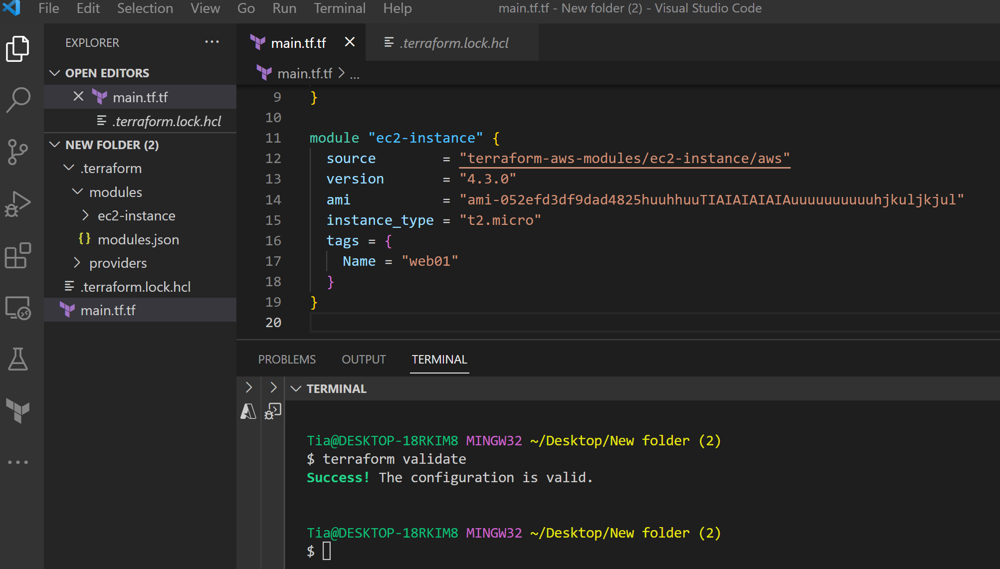 File Edit Selection View Go Run Terminal Help main.tf.tf - New folder (2) - Visual Studio Code
EXPLORER ...
OPEN EDITORS
main.tf.tf
.terraform.lock.hcl
NEW FOLDER (2)
.terraform
modules
ec2-instance
{} modules.json
providers
.terraform.lock.hcl
main.tf.tf
main.tf.tf .terraform.lock.hcl
main.tf.tf > ...
9 }
10
11 module "ec2-instance" {
12 source = "terraform-aws-modules/ec2-instance/aws"
13 version = "4.3.0"
14 ami = "ami-052efd3df9dad4825huuhhuuTIAIAIAIAIAuuuuuuuuuuhjkuljkjul"
15 instance_type = "t2.micro"
16 tags = {
17 Name = "web01"
18 }
19 }
20
PROBLEMS OUTPUT TERMINAL
TERMINAL
Tia@DESKTOP-18RKIM8 MINGW32 ~/Desktop/New folder (2)
$ terraform validate
Success! The configuration is valid.
Tia@DESKTOP-18RKIM8 MINGW32 ~/Desktop/New folder (2)
$